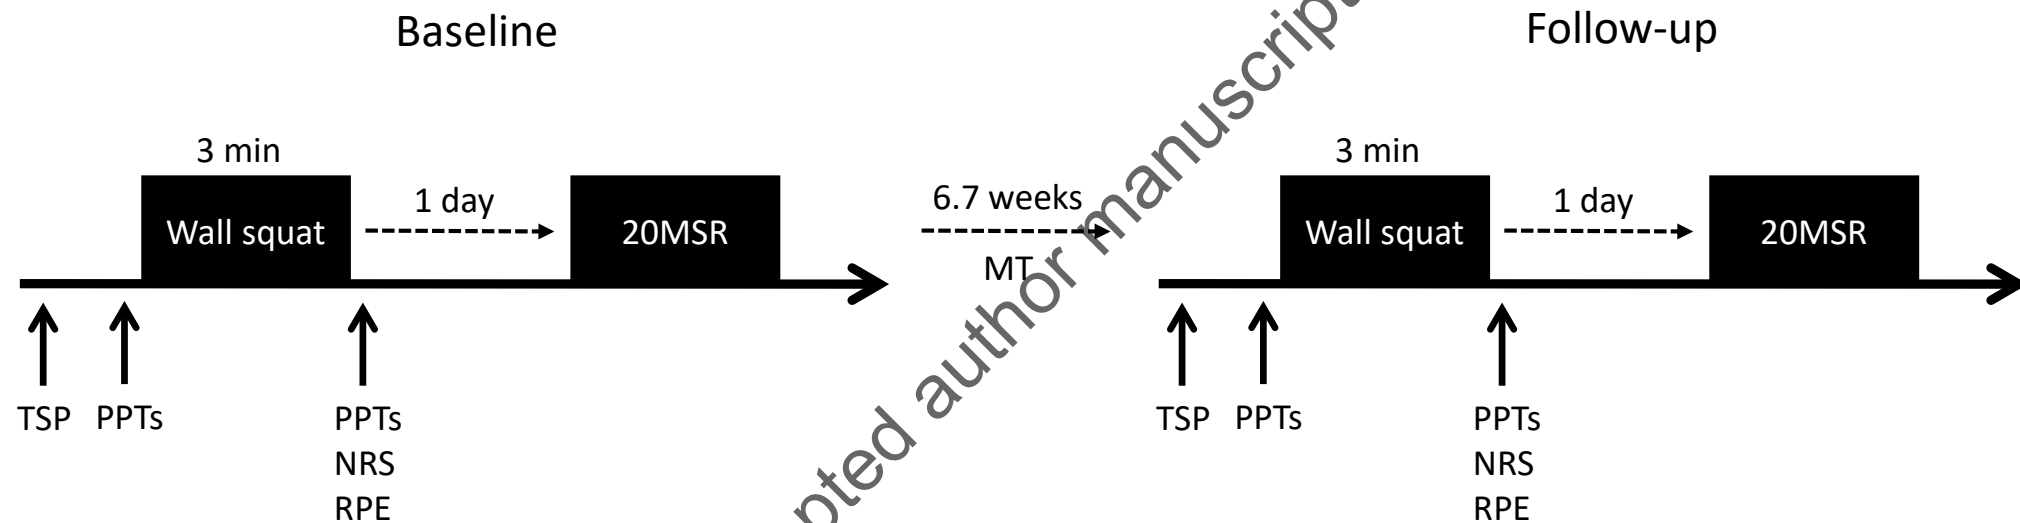 Baseline
Follow-up
3 min
Wall squat
1 day
20MSR
6.7 weeks
MT
3 min
Wall squat
1 day
20MSR
TSP
PPTs
PPTs
NRS
RPE
TSP
PPTs
PPTs
NRS
RPE
pted author manuscript